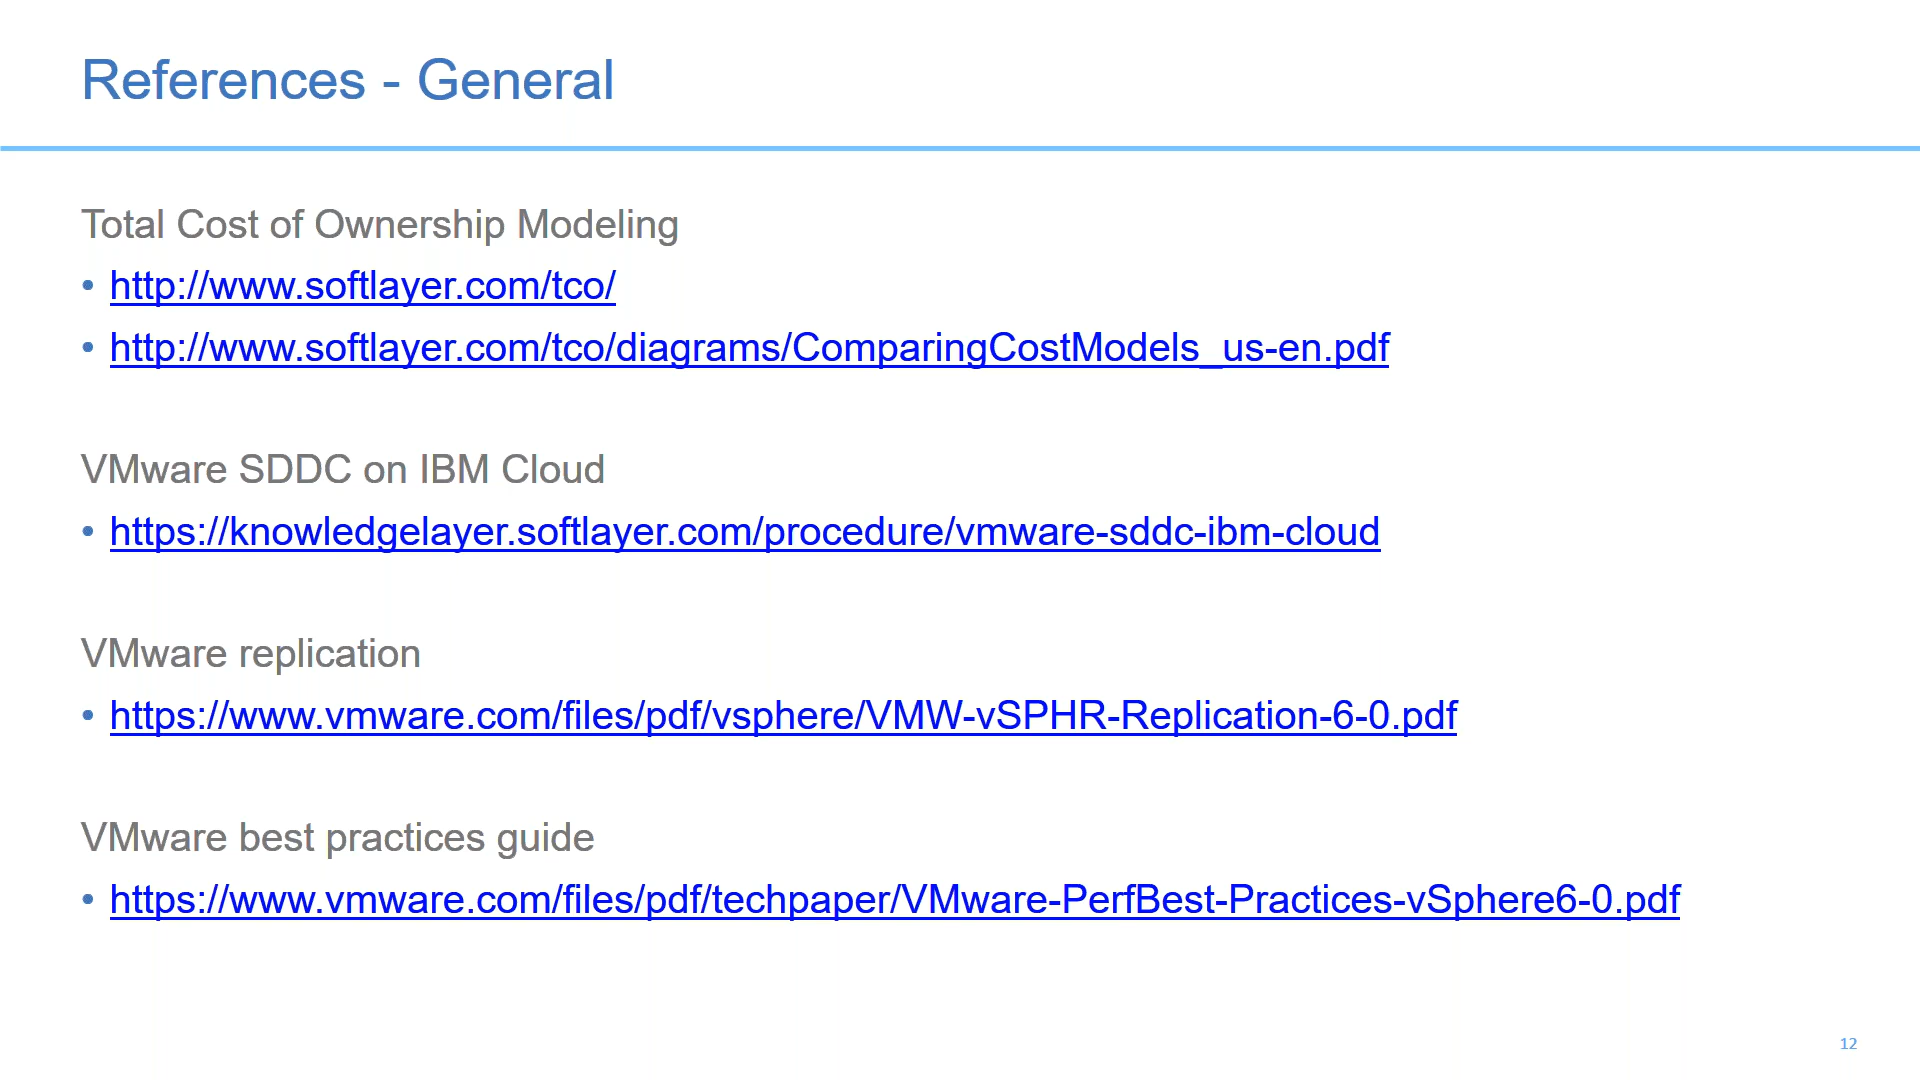 References - General
Total Cost of Ownership Modeling
• http://www.softlayer.com/tco/
• http://www.softlayer.com/tco/diagrams/ComparingCostModels_us-en.pdf
VMware SDDC on IBM Cloud
• https://knowledgelayer.softlayer.com/procedure/vmware-sddc-ibm-cloud
VMware replication
• https://www.vmware.com/files/pdf/vsphere/VMW-vSPHR-Replication-6-0.pdf
VMware best practices guide
• https://www.vmware.com/files/pdf/techpaper/VMware-PerfBest-Practices-vSphere6-0.pdf
12